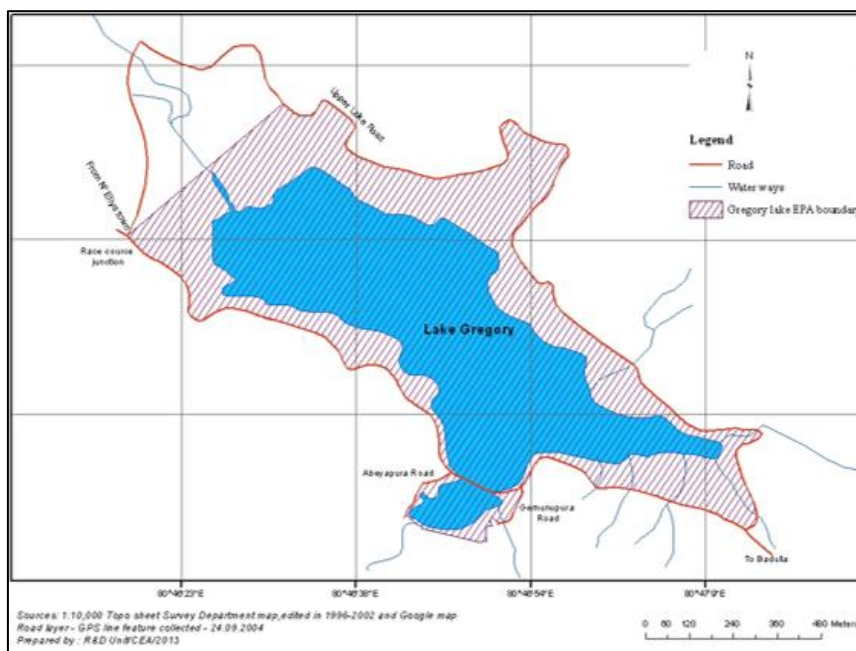 N
Upper Lake Road
Legend
Road
Water ways
Gregory lake EPA boundary
From N' Eliya town
Race course
junction
Lake Gregory
Abeyapura Road
Gemunupura
Road
To Badulla
80°46'23"E
80°46'38"E
80°46'54"E
80°47'9"E
Sources: 1:10,000 Topo sheet Survey Department map,edited in 1996-2002 and Google map
Road layer - GPS line feature collected - 24.09.2004
Prepared by : R&D Unit/CEA/2013
0 60 120 240 360 480
Meters